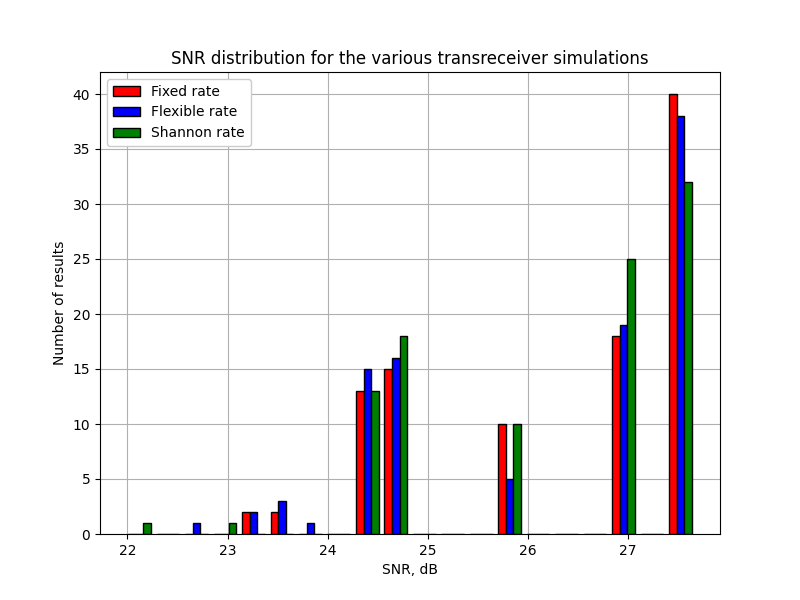 SNR distribution for the various transreceiver simulations
Fixed rate
Flexible rate
Shannon rate
Number of results
40
35
30
25
20
15
10
5
0
22 23 24 25 26 27
SNR, dB